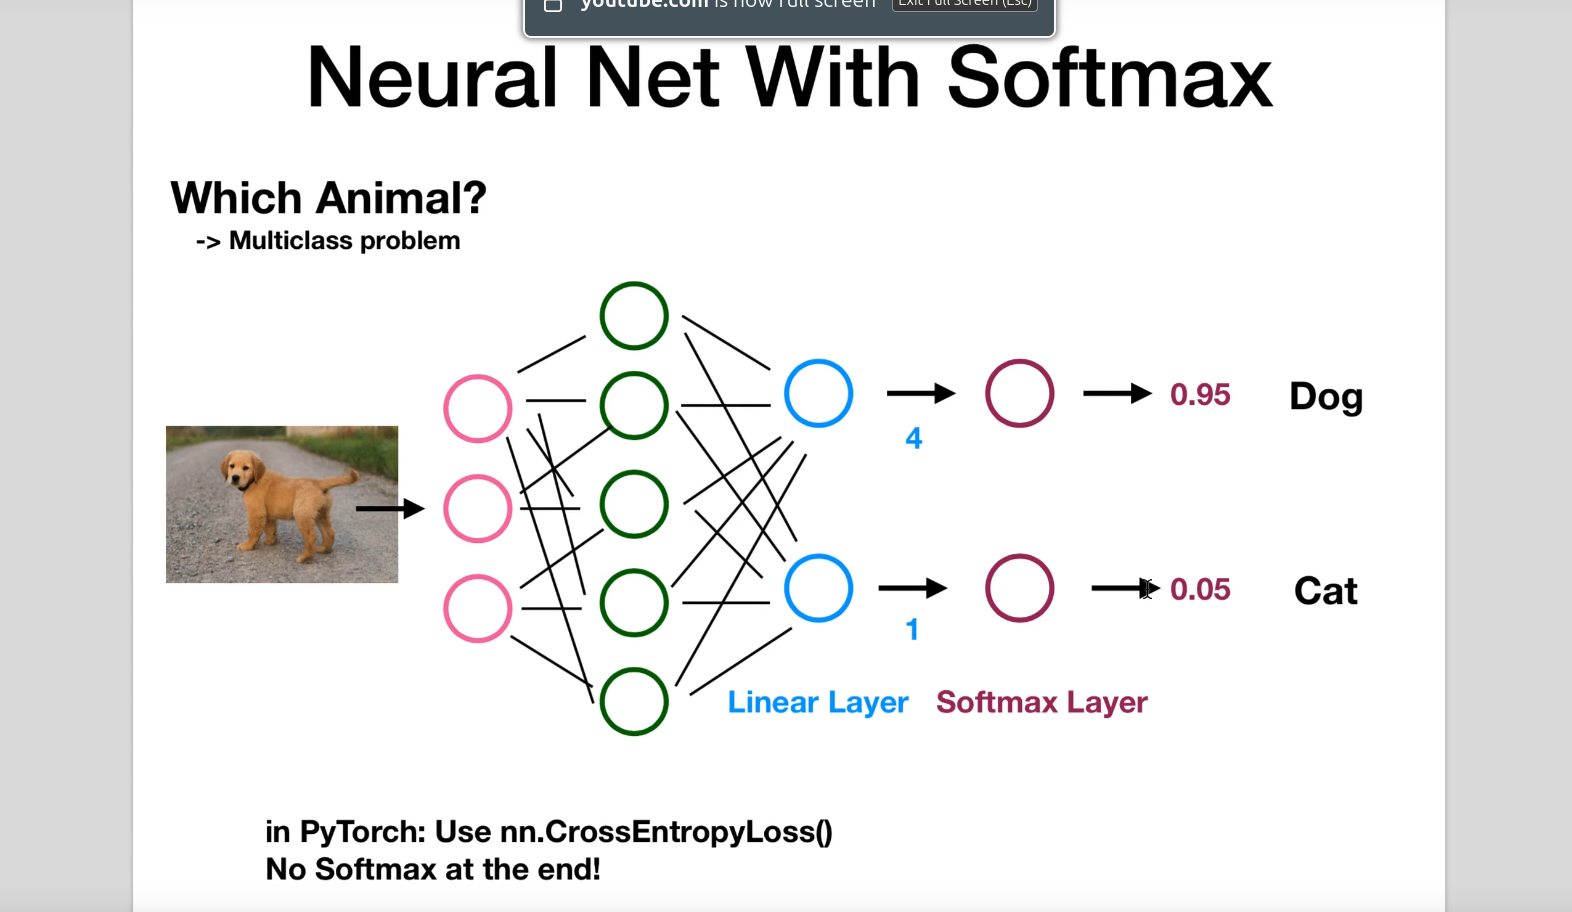 youtube.com is now full screen Exit Full Screen (Esc)
Neural Net With Softmax
Which Animal?
-> Multiclass problem
0.95 Dog
4
0.05 Cat
1
Linear Layer Softmax Layer
in PyTorch: Use nn.CrossEntropyLoss()
No Softmax at the end!